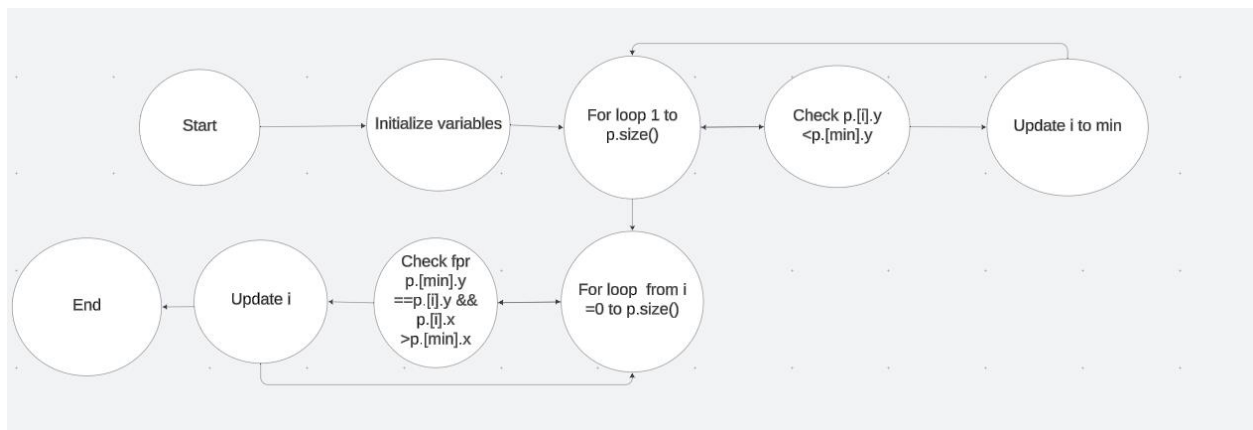 Start
Initialize variables
For loop 1 to
p.size()
Check p.[i].y
<p.[min].y
Update i to min
End
Update i
Check fpr
p.[min].y
==p.[i].y &&
p.[i].x
>p.[min].x
For loop from i
=0 to p.size()